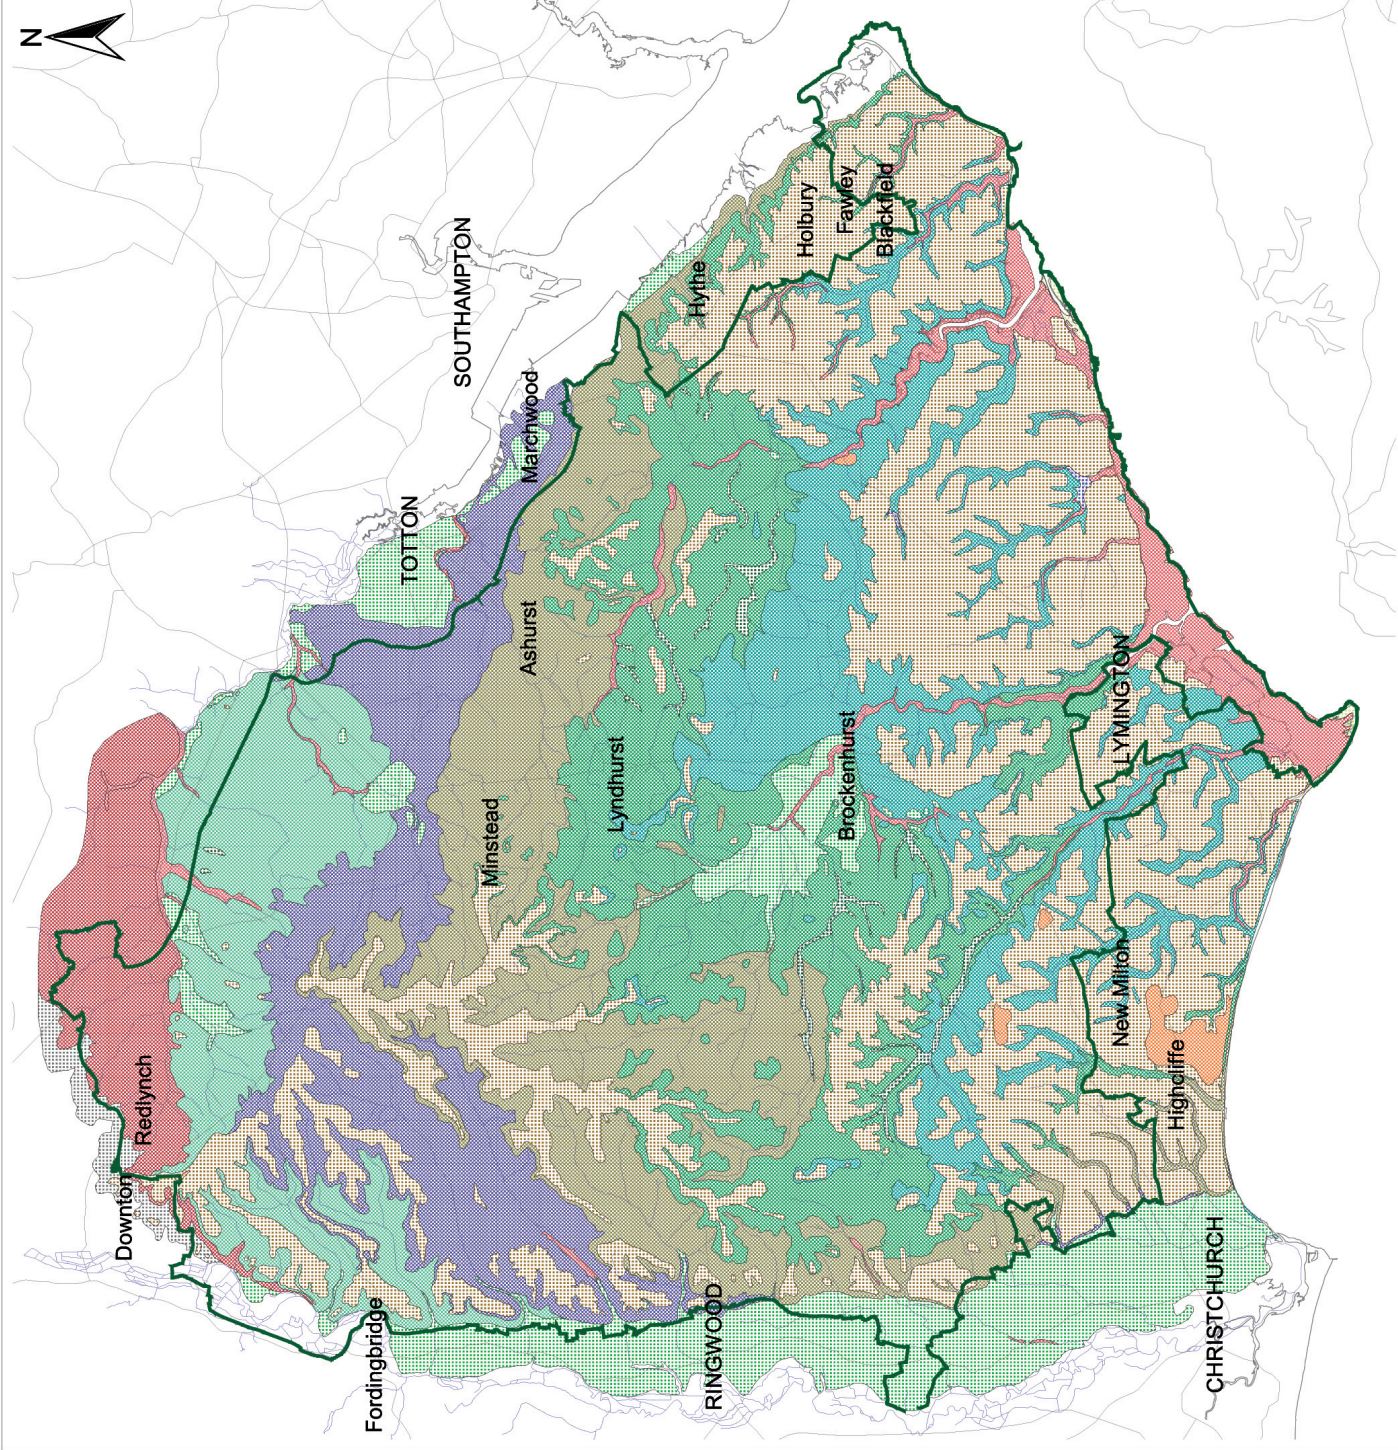 N
SOUTHAMPTON
TOTTON
Marchwood
Holbury
Fawley
Blackfield
Hythe
Ashurst
Minstead
Lyndhurst
Brockenhurst
LYMINGTON
New Milton
Highcliffe
Redlynch
Downton
Fordingbridge
RINGWOOD
CHRISTCHURCH